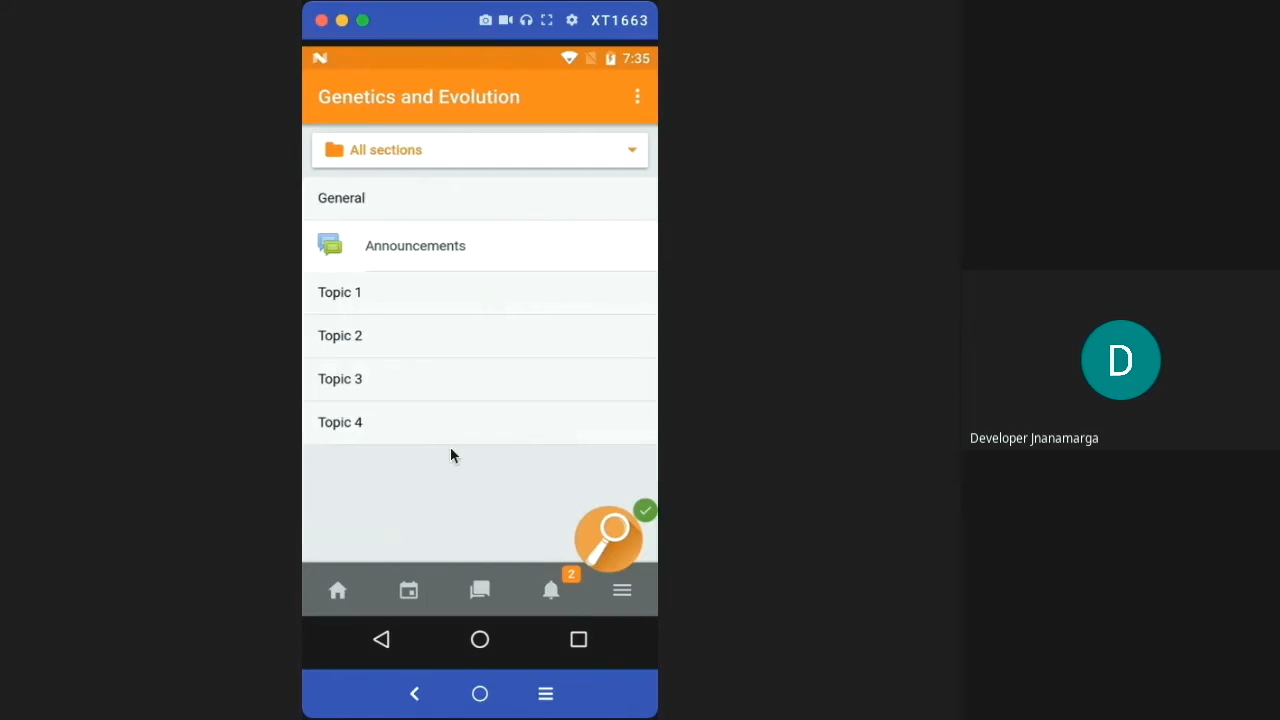 XT1663
7:35
Genetics and Evolution
All sections
General
Announcements
Topic 1
Topic 2
Topic 3
Topic 4
2
D
Developer Jnanamarga